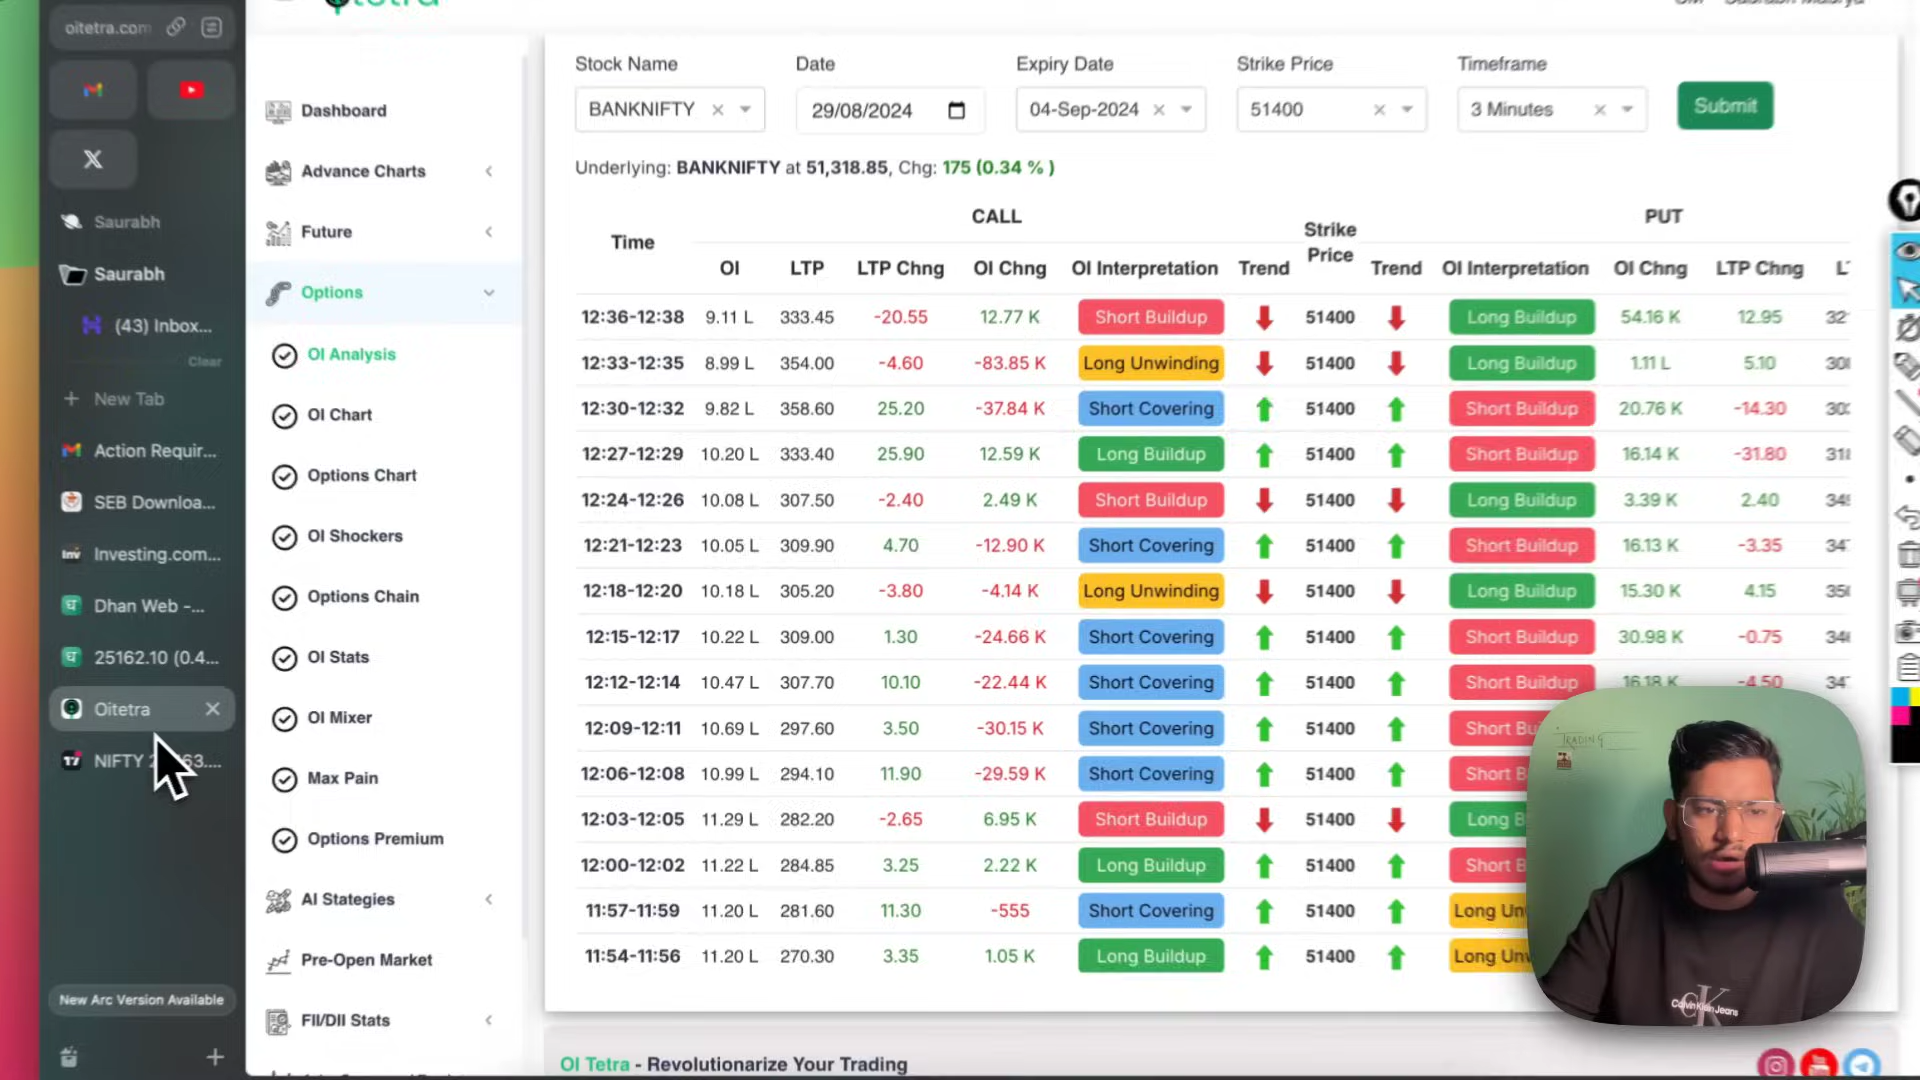 oitetra.com
Saurabh
Saurabh
(43) Inbox...
Clear
New Tab
Action Requir...
SEB Downloa...
Investing.com...
Dhan Web -...
25162.10 (0.4...
Oitetra
NIFTY
New Arc Version Available
Dashboard
Advance Charts
Future
Options
OI Analysis
OI Chart
Options Chart
OI Shockers
Options Chain
OI Stats
OI Mixer
Max Pain
Options Premium
AI Stategies
Pre-Open Market
FII/DII Stats
Stock Name Date Expiry Date Strike Price Timeframe
BANKNIFTY 29/08/2024 04-Sep-2024 51400 3 Minutes Submit
Underlying: BANKNIFTY at 51,318.85, Chg: 175 (0.34 % )
CALL PUT
Time OI LTP LTP Chng OI Chng OI Interpretation Trend Strike Price Trend OI Interpretation OI Chng LTP Chng
12:36-12:38 9.11 L 333.45 -20.55 12.77 K Short Buildup 51400 Long Buildup 54.16 K 12.95
12:33-12:35 8.99 L 354.00 -4.60 -83.85 K Long Unwinding 51400 Long Buildup 1.11 L 5.10
12:30-12:32 9.82 L 358.60 25.20 -37.84 K Short Covering 51400 Short Buildup 20.76 K -14.30
12:27-12:29 10.20 L 333.40 25.90 12.59 K Long Buildup 51400 Short Buildup 16.14 K -31.80
12:24-12:26 10.08 L 307.50 -2.40 2.49 K Short Buildup 51400 Long Buildup 3.39 K 2.40
12:21-12:23 10.05 L 309.90 4.70 -12.90 K Short Covering 51400 Short Buildup 16.13 K -3.35
12:18-12:20 10.18 L 305.20 -3.80 -4.14 K Long Unwinding 51400 Long Buildup 15.30 K 4.15
12:15-12:17 10.22 L 309.00 1.30 -24.66 K Short Covering 51400 Short Buildup 30.98 K -0.75
12:12-12:14 10.47 L 307.70 10.10 -22.44 K Short Covering 51400 Short Buildup 16.18 K -4.50
12:09-12:11 10.69 L 297.60 3.50 -30.15 K Short Covering 51400 Short
12:06-12:08 10.99 L 294.10 11.90 -29.59 K Short Covering 51400 Short
12:03-12:05 11.29 L 282.20 -2.65 6.95 K Short Buildup 51400 Long
12:00-12:02 11.22 L 284.85 3.25 2.22 K Long Buildup 51400 Short
11:57-11:59 11.20 L 281.60 11.30 -555 Short Covering 51400 Long
11:54-11:56 11.20 L 270.30 3.35 1.05 K Long Buildup 51400 Long
TRADING
CK
Calvin Klein Jeans
OI Tetra - Revolutionarize Your Trading